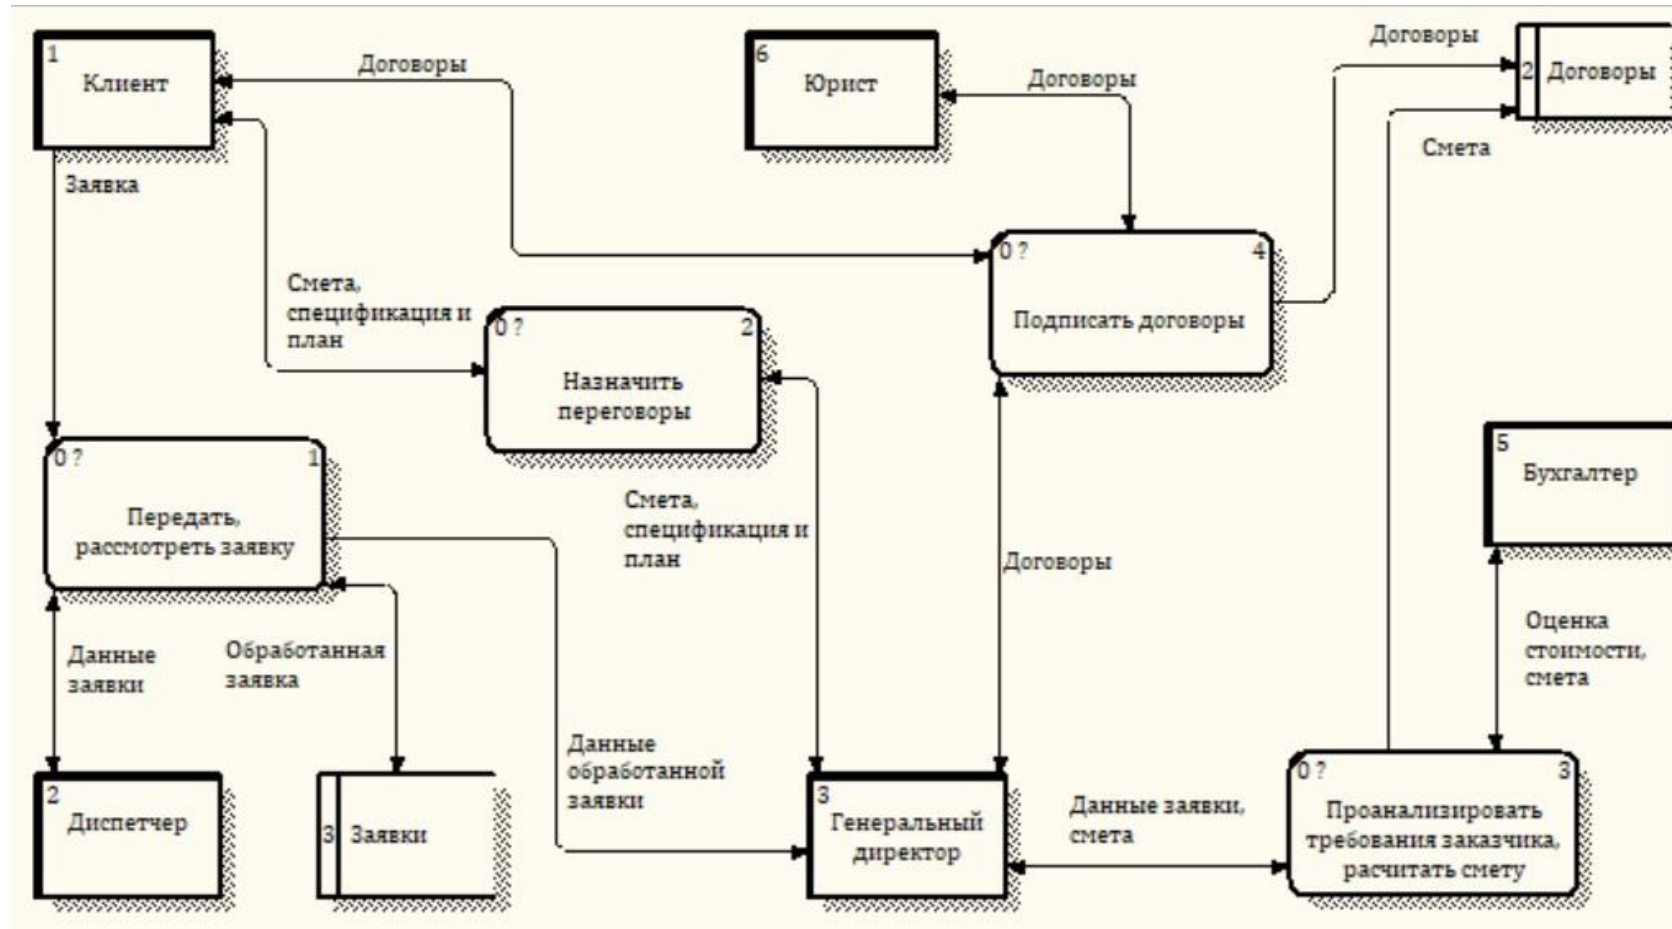 1
Клиент
Договоры
6
Юрист
Договоры
Договоры
2 Договоры
Смета
Заявка
Смета,
спецификация и
план
0 ? 2
Назначить
переговоры
0 ? 4
Подписать договоры
0 ? 1
Передать,
рассмотреть заявку
Смета,
спецификация и
план
Договоры
5
Бухгалтер
Данные
заявки
Обработанная
заявка
Оценка
стоимости,
смета
Данные
обработанной
заявки
2
Диспетчер
3 Заявки
3
Генеральный
директор
Данные заявки,
смета
0 ? 3
Проанализировать
требования заказчика,
расчитать смету